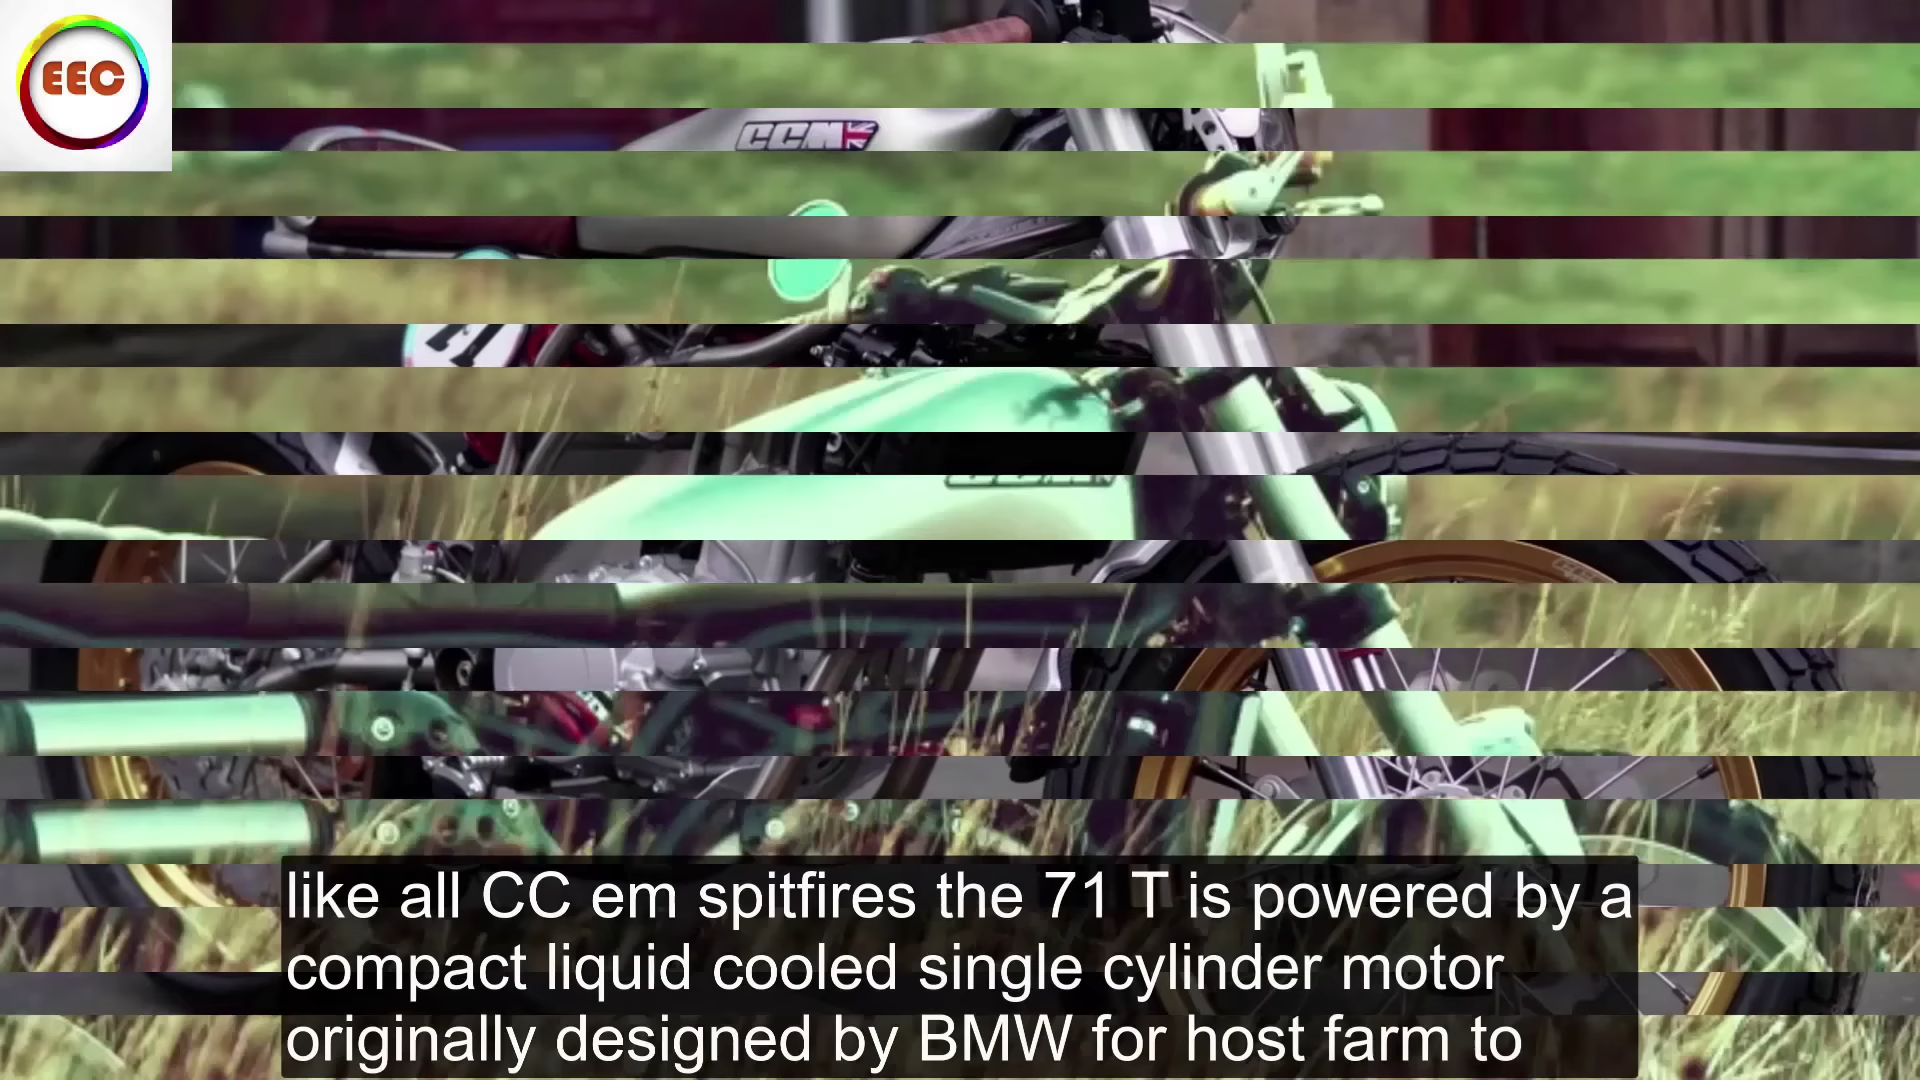 EEC
CCM
71
like all CC em spitfires the 71 T is powered by a
compact liquid cooled single cylinder motor
originally designed by BMW for host farm to